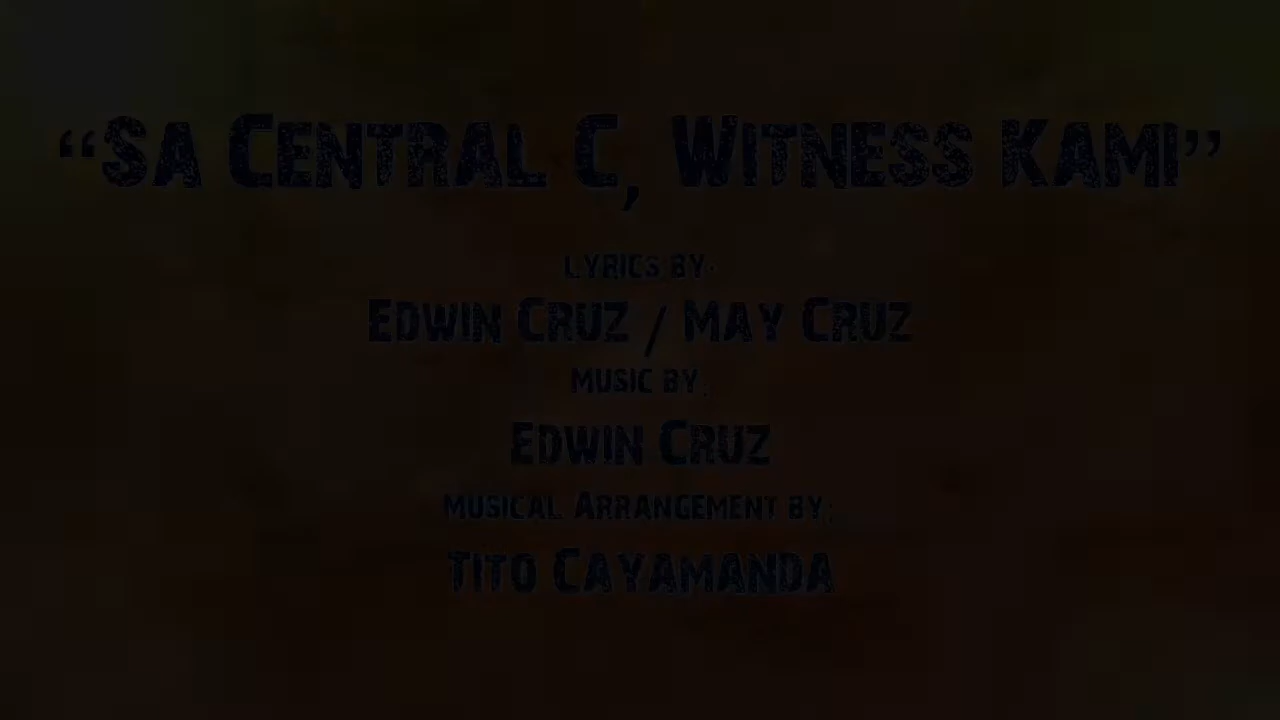 “Sa Central C, Witness Kami”
Lyrics by:
Edwin Cruz / May Cruz
Music by:
Edwin Cruz
Musical Arrangement by:
Tito Cayamanda